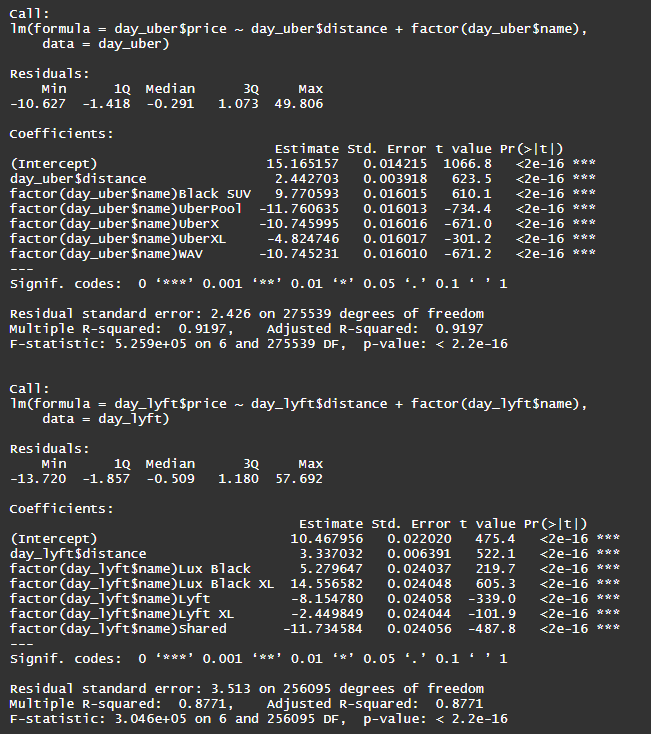 Call:
lm(formula = day_uber$price ~ day_uber$distance + factor(day_uber$name),
    data = day_uber)
Residuals:
    Min      1Q  Median      3Q     Max
-10.627  -1.418  -0.291   1.073  49.806
Coefficients:
                                 Estimate Std. Error t value Pr(>|t|)
(Intercept)                     15.165157   0.014215  1066.8   <2e-16 ***
day_uber$distance                2.442703   0.003918   623.5   <2e-16 ***
factor(day_uber$name)Black SUV   9.770593   0.016015   610.1   <2e-16 ***
factor(day_uber$name)UberPool  -11.760635   0.016013  -734.4   <2e-16 ***
factor(day_uber$name)UberX     -10.745995   0.016016  -671.0   <2e-16 ***
factor(day_uber$name)UberXL     -4.824746   0.016017  -301.2   <2e-16 ***
factor(day_uber$name)WAV       -10.745231   0.016010  -671.2   <2e-16 ***
---
Signif. codes:  0 ‘***’ 0.001 ‘**’ 0.01 ‘*’ 0.05 ‘.’ 0.1 ‘ ’ 1
Residual standard error: 2.426 on 275539 degrees of freedom
Multiple R-squared:  0.9197,    Adjusted R-squared:  0.9197
F-statistic: 5.259e+05 on 6 and 275539 DF,  p-value: < 2.2e-16
Call:
lm(formula = day_lyft$price ~ day_lyft$distance + factor(day_lyft$name),
    data = day_lyft)
Residuals:
    Min      1Q  Median      3Q     Max
-13.720  -1.857  -0.509   1.180  57.692
Coefficients:
                                    Estimate Std. Error t value Pr(>|t|)
(Intercept)                        10.467956   0.022020   475.4   <2e-16 ***
day_lyft$distance                   3.337032   0.006391   522.1   <2e-16 ***
factor(day_lyft$name)Lux Black      5.279647   0.024037   219.7   <2e-16 ***
factor(day_lyft$name)Lux Black XL  14.556582   0.024048   605.3   <2e-16 ***
factor(day_lyft$name)Lyft          -8.154780   0.024058  -339.0   <2e-16 ***
factor(day_lyft$name)Lyft XL       -2.449849   0.024044  -101.9   <2e-16 ***
factor(day_lyft$name)Shared       -11.734584   0.024056  -487.8   <2e-16 ***
---
Signif. codes:  0 ‘***’ 0.001 ‘**’ 0.01 ‘*’ 0.05 ‘.’ 0.1 ‘ ’ 1
Residual standard error: 3.513 on 256095 degrees of freedom
Multiple R-squared:  0.8771,    Adjusted R-squared:  0.8771
F-statistic: 3.046e+05 on 6 and 256095 DF,  p-value: < 2.2e-16